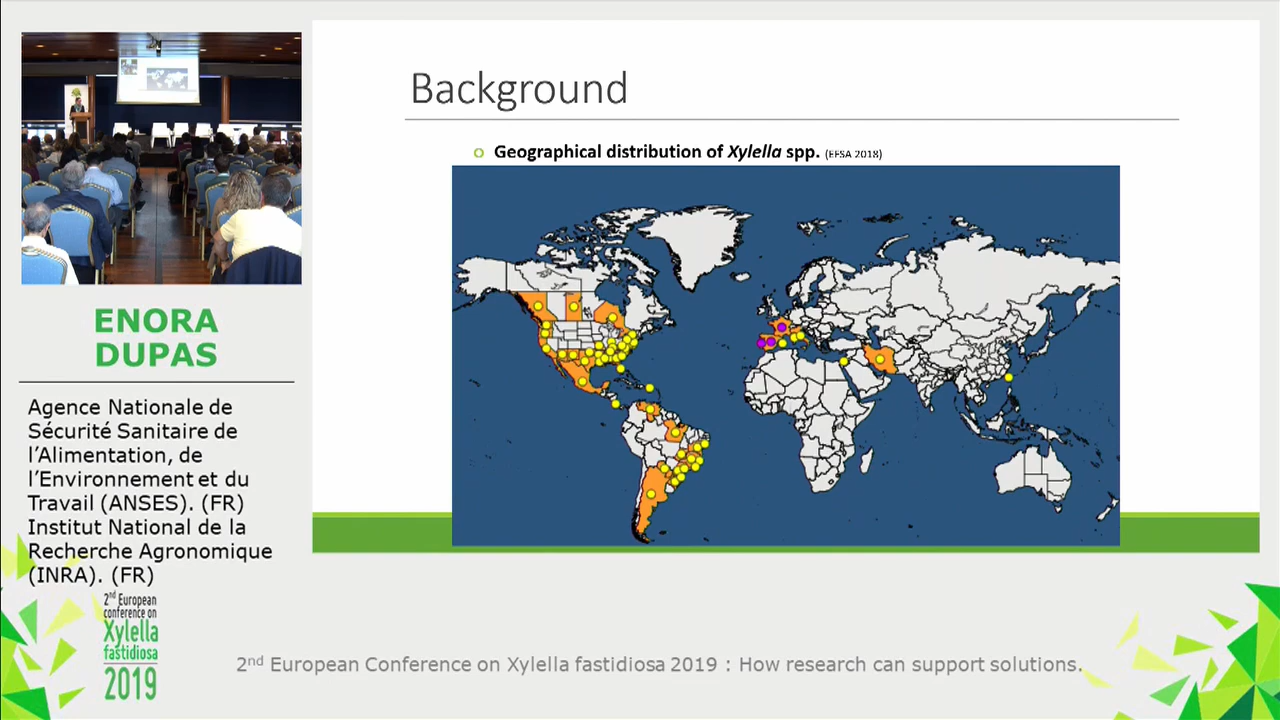 Background
Geographical distribution of Xylella spp. (EFSA 2018)
ENORA
DUPAS
Agence Nationale de
Sécurité Sanitaire de
l’Alimentation, de
l’Environnement et du
Travail (ANSES). (FR)
Institut National de la
Recherche Agronomique
(INRA). (FR)
2nd European
conference on
Xylella
fastidiosa
2019
2nd European Conference on Xylella fastidiosa 2019 : How research can support solutions.